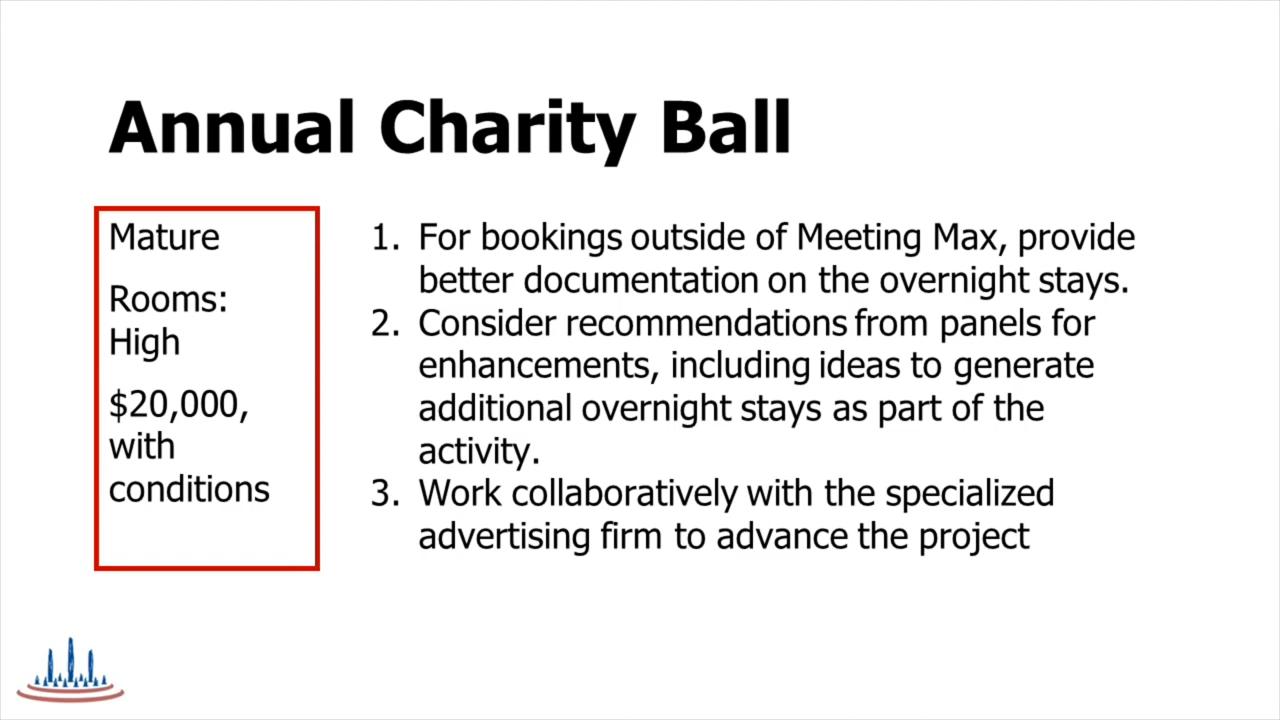 Annual Charity Ball
Mature
Rooms:
High
$20,000,
with
conditions
1. For bookings outside of Meeting Max, provide
better documentation on the overnight stays.
2. Consider recommendations from panels for
enhancements, including ideas to generate
additional overnight stays as part of the
activity.
3. Work collaboratively with the specialized
advertising firm to advance the project